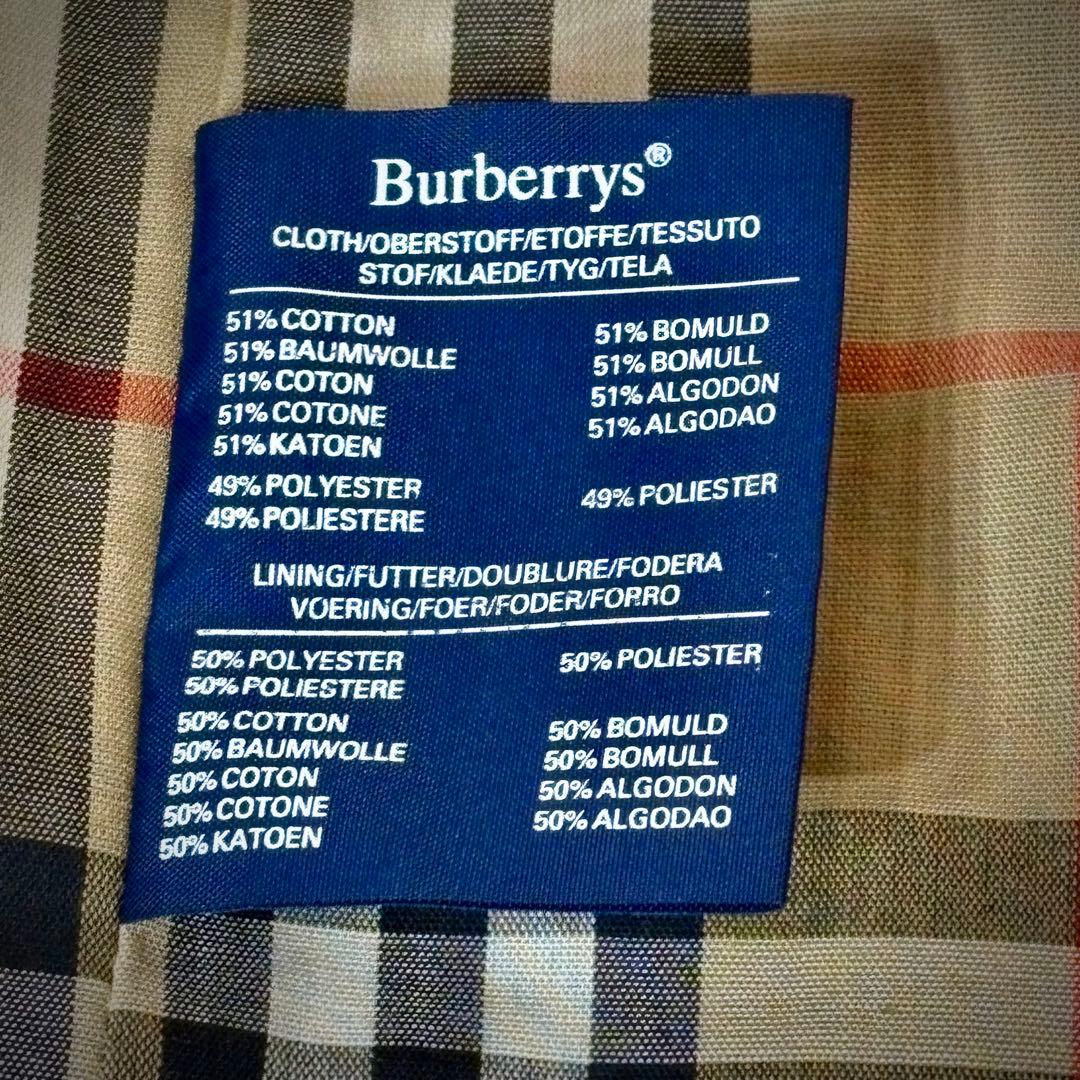 Burberrys®
CLOTH/OBERSTOFF/ETOFFE/TESSUTO
STOF/KLAEDE/TYG/TELA
51% COTTON
51% BAUMWOLLE
51% COTON
51% COTONE
51% KATOEN
51% BOMULD
51% BOMULL
51% ALGODON
51% ALGODAO
49% POLYESTER
49% POLIESTERE
49% POLIESTER
LINING/FUTTER/DOUBLURE/FODERA
VOERING/FOER/FODER/FORRO
50% POLYESTER
50% POLIESTERE
50% POLIESTER
50% COTTON
50% BAUMWOLLE
50% COTON
50% COTONE
50% KATOEN
50% BOMULD
50% BOMULL
50% ALGODON
50% ALGODAO